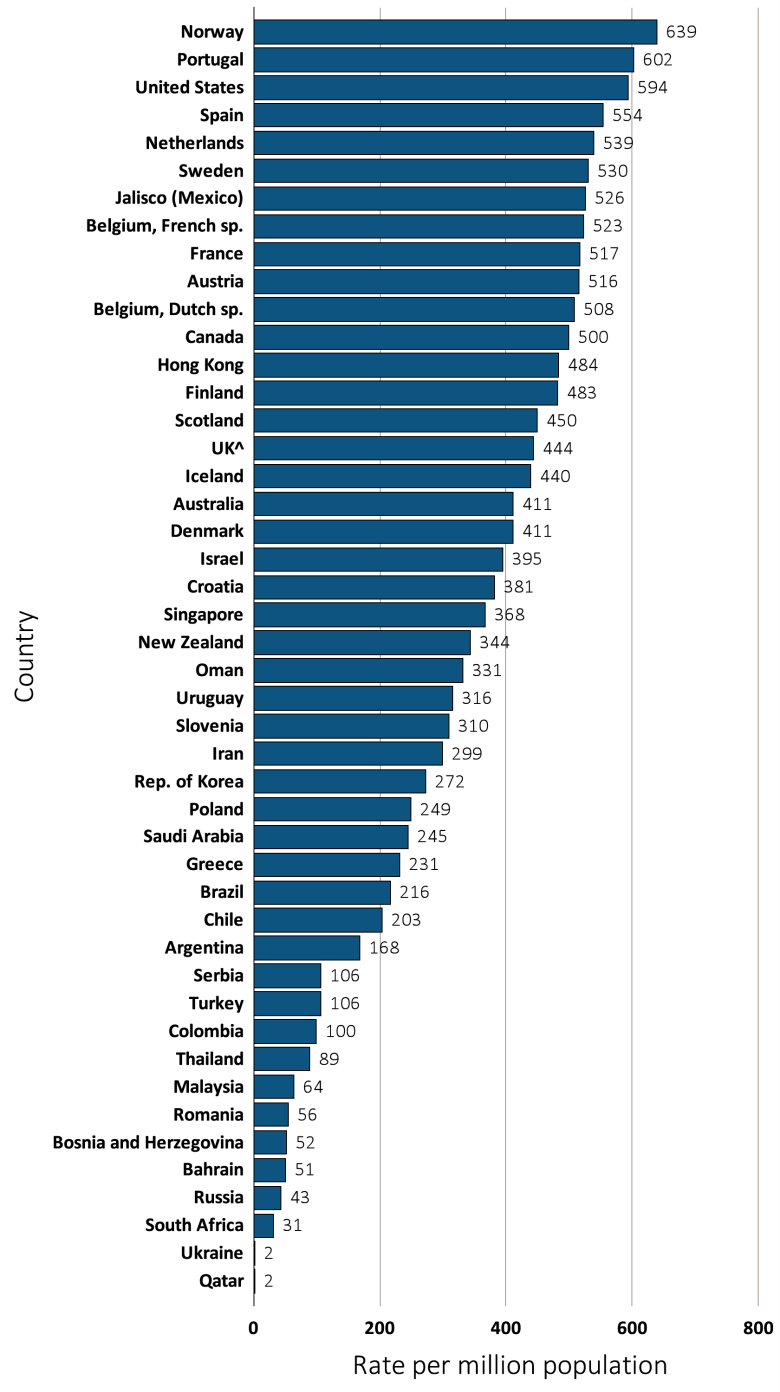 Norway 639
Portugal 602
United States 594
Spain 554
Netherlands 539
Sweden 530
Jalisco (Mexico) 526
Belgium, French sp. 523
France 517
Austria 516
Belgium, Dutch sp. 508
Canada 500
Hong Kong 484
Finland 483
Scotland 450
UK^ 444
Iceland 440
Australia 411
Denmark 411
Israel 395
Croatia 381
Singapore 368
New Zealand 344
Oman 331
Uruguay 316
Slovenia 310
Iran 299
Rep. of Korea 272
Poland 249
Saudi Arabia 245
Greece 231
Brazil 216
Chile 203
Argentina 168
Serbia 106
Turkey 106
Colombia 100
Thailand 89
Malaysia 64
Romania 56
Bosnia and Herzegovina 52
Bahrain 51
Russia 43
South Africa 31
Ukraine 2
Qatar 2
Country
0 200 400 600 800
Rate per million population